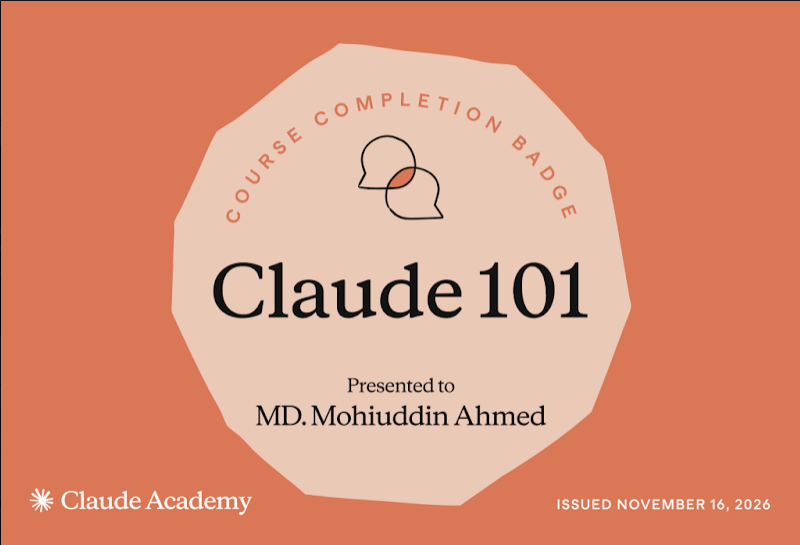 COURSE COMPLETION BADGE
Claude 101
Presented to
MD. Mohiuddin Ahmed
Claude Academy
ISSUED NOVEMBER 16, 2026